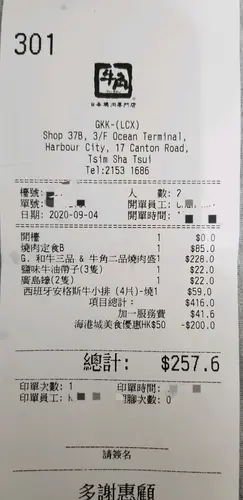 301
牛角
日本燒肉專門店
GKK-(LCX)
Shop 37B, 3/F Ocean Terminal,
Harbour City, 17 Canton Road,
Tsim Sha Tsui
Tel:2153 1686
檯號: 人 數: 2
單號: 開單員工:
日期: 2020-09-04 開單時間:
開檯 1 $0.0
燒肉定食B 1 $85.0
G. 和牛三品 & 牛角二品燒肉盛1 $228.0
鹽味牛油帶子(3隻) 1 $22.0
廣島蠔(2隻) 1 $22.0
西班牙安格斯牛小排 (4片)-燒1 $59.0
項目總計: $416.0
加一服務費 $41.6
海港城美食優惠HK$50 -$200.0
總計: $257.6
印單次數: 1 印單時間:
印單員工: 腳次數: 0
請簽名
多謝惠顧